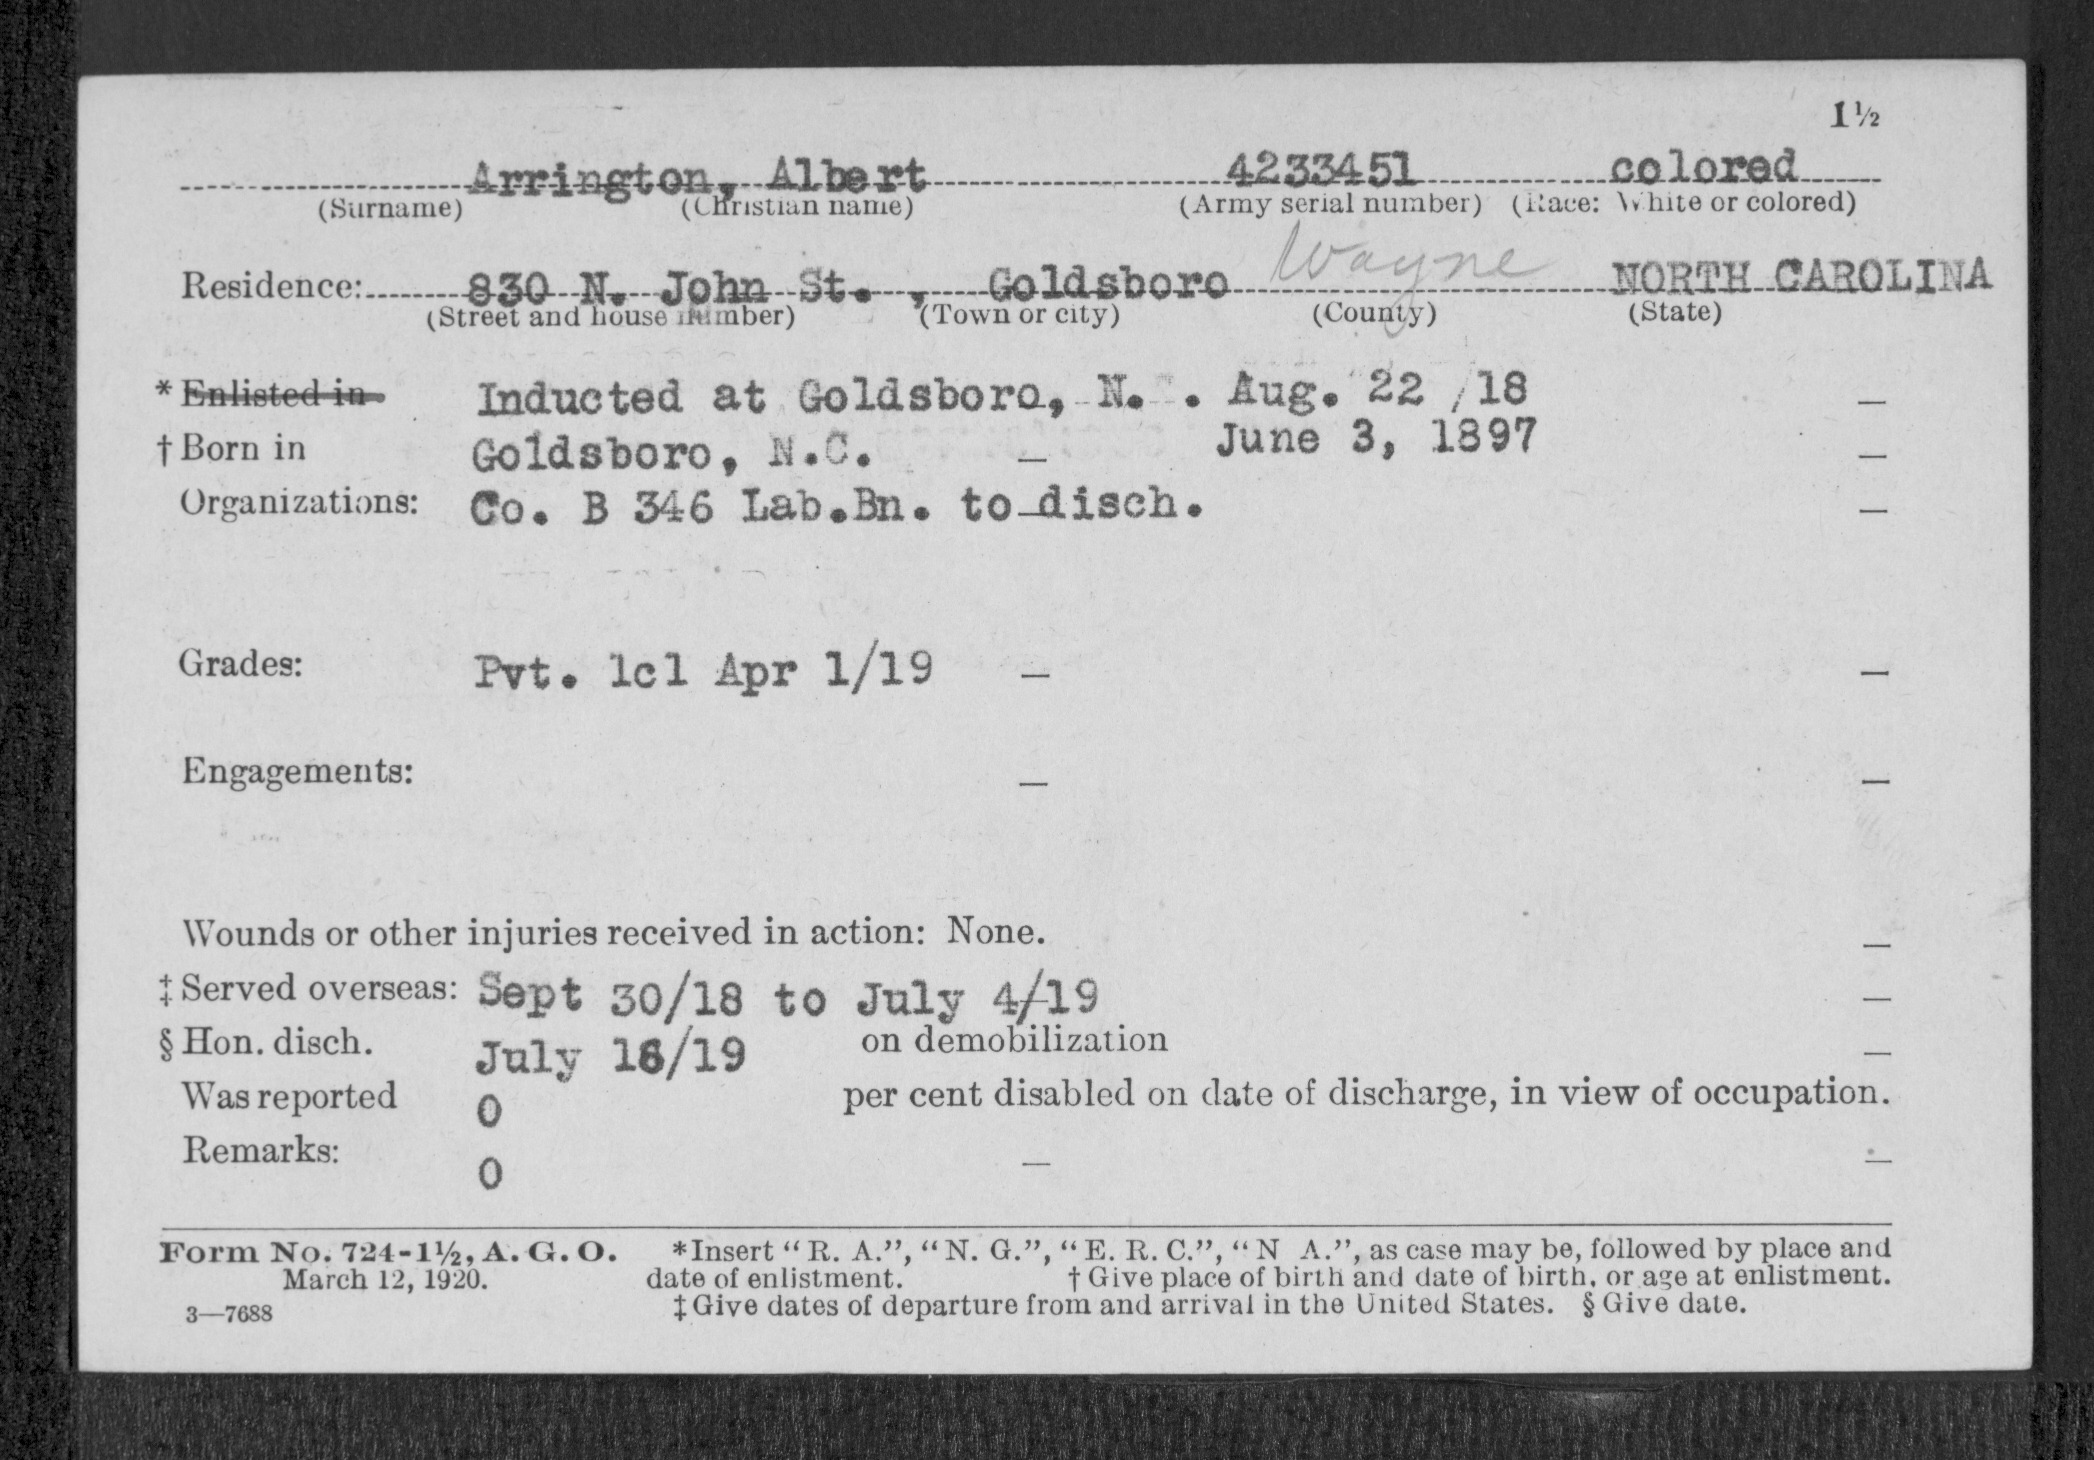 1½
Arrington, Albert 4233451 colored
(Surname) (Christian name) (Army serial number) (Race: White or colored)
Residence: 830 N. John St. , Goldsboro Wayne NORTH CAROLINA
(Street and house number) (Town or city) (County) (State)
* Enlisted in Inducted at Goldsboro, N. . Aug. 22 /18 —
† Born in Goldsboro, N.C. — June 3, 1897 —
Organizations: Co. B 346 Lab.Bn. to disch. —
Grades: Pvt. 1cl Apr 1/19 — —
Engagements: — —
Wounds or other injuries received in action: None. —
‡ Served overseas: Sept 30/18 to July 4/19 —
§ Hon. disch. July 16/19 on demobilization —
Was reported 0 per cent disabled on date of discharge, in view of occupation.
Remarks: 0 — —
Form No. 724-1½, A. G. O. *Insert "R. A.", "N. G.", "E. R. C.", "N A.", as case may be, followed by place and
March 12, 1920. date of enlistment. † Give place of birth and date of birth, or age at enlistment.
3—7688 ‡ Give dates of departure from and arrival in the United States. § Give date.